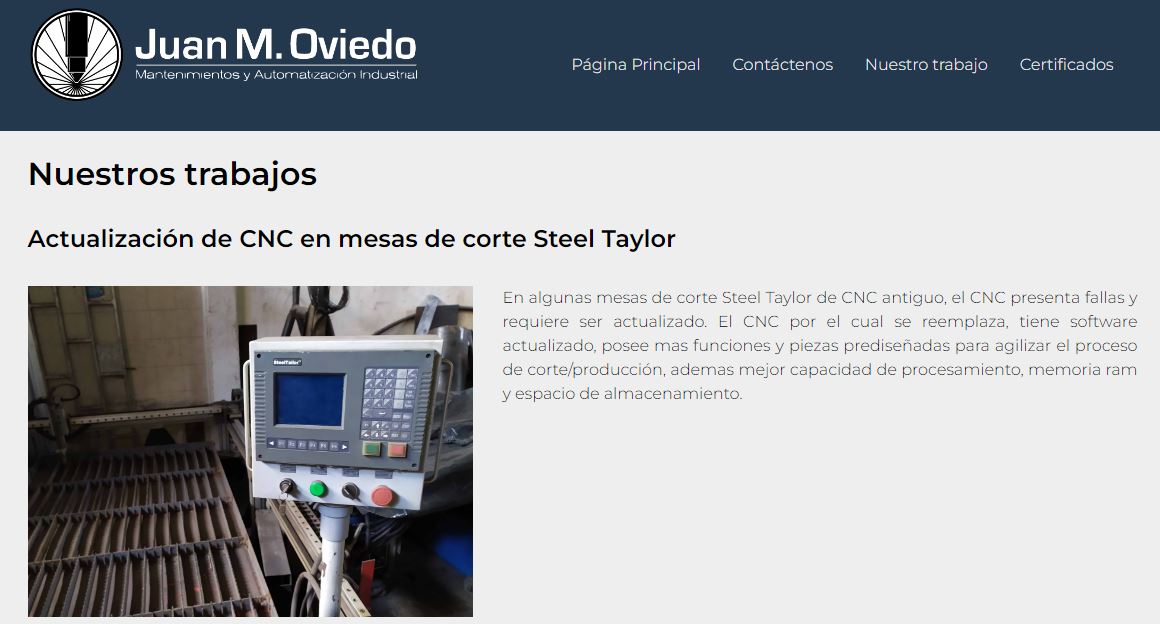 Juan M. Oviedo
Mantenimientos y Automatización Industrial
Página Principal Contáctenos Nuestro trabajo Certificados
Nuestros trabajos
Actualización de CNC en mesas de corte Steel Taylor
En algunas mesas de corte Steel Taylor de CNC antiguo, el CNC presenta fallas y
requiere ser actualizado. El CNC por el cual se reemplaza, tiene software
actualizado, posee mas funciones y piezas prediseñadas para agilizar el proceso
de corte/producción, ademas mejor capacidad de procesamiento, memoria ram
y espacio de almacenamiento.
SteelTailor